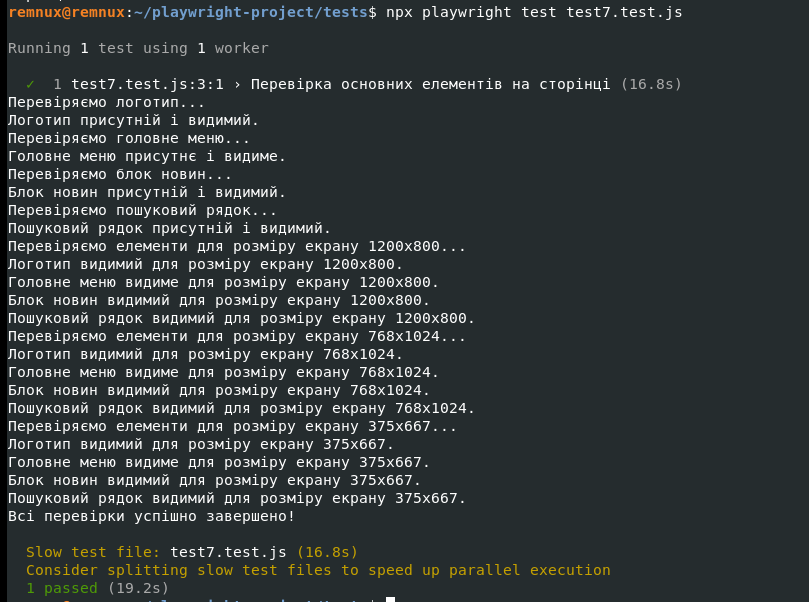 remnux@remnux:~/playwright-project/tests$ npx playwright test test7.test.js
Running 1 test using 1 worker
✓  1 test7.test.js:3:1 › Перевірка основних елементів на сторінці (16.8s)
Перевіряємо логотип...
Логотип присутній і видимий.
Перевіряємо головне меню...
Головне меню присутнє і видиме.
Перевіряємо блок новин...
Блок новин присутній і видимий.
Перевіряємо пошуковий рядок...
Пошуковий рядок присутній і видимий.
Перевіряємо елементи для розміру екрану 1200x800...
Логотип видимий для розміру екрану 1200x800.
Головне меню видиме для розміру екрану 1200x800.
Блок новин видимий для розміру екрану 1200x800.
Пошуковий рядок видимий для розміру екрану 1200x800.
Перевіряємо елементи для розміру екрану 768x1024...
Логотип видимий для розміру екрану 768x1024.
Головне меню видиме для розміру екрану 768x1024.
Блок новин видимий для розміру екрану 768x1024.
Пошуковий рядок видимий для розміру екрану 768x1024.
Перевіряємо елементи для розміру екрану 375x667...
Логотип видимий для розміру екрану 375x667.
Головне меню видиме для розміру екрану 375x667.
Блок новин видимий для розміру екрану 375x667.
Пошуковий рядок видимий для розміру екрану 375x667.
Всі перевірки успішно завершено!
Slow test file: test7.test.js (16.8s)
Consider splitting slow test files to speed up parallel execution
1 passed (19.2s)